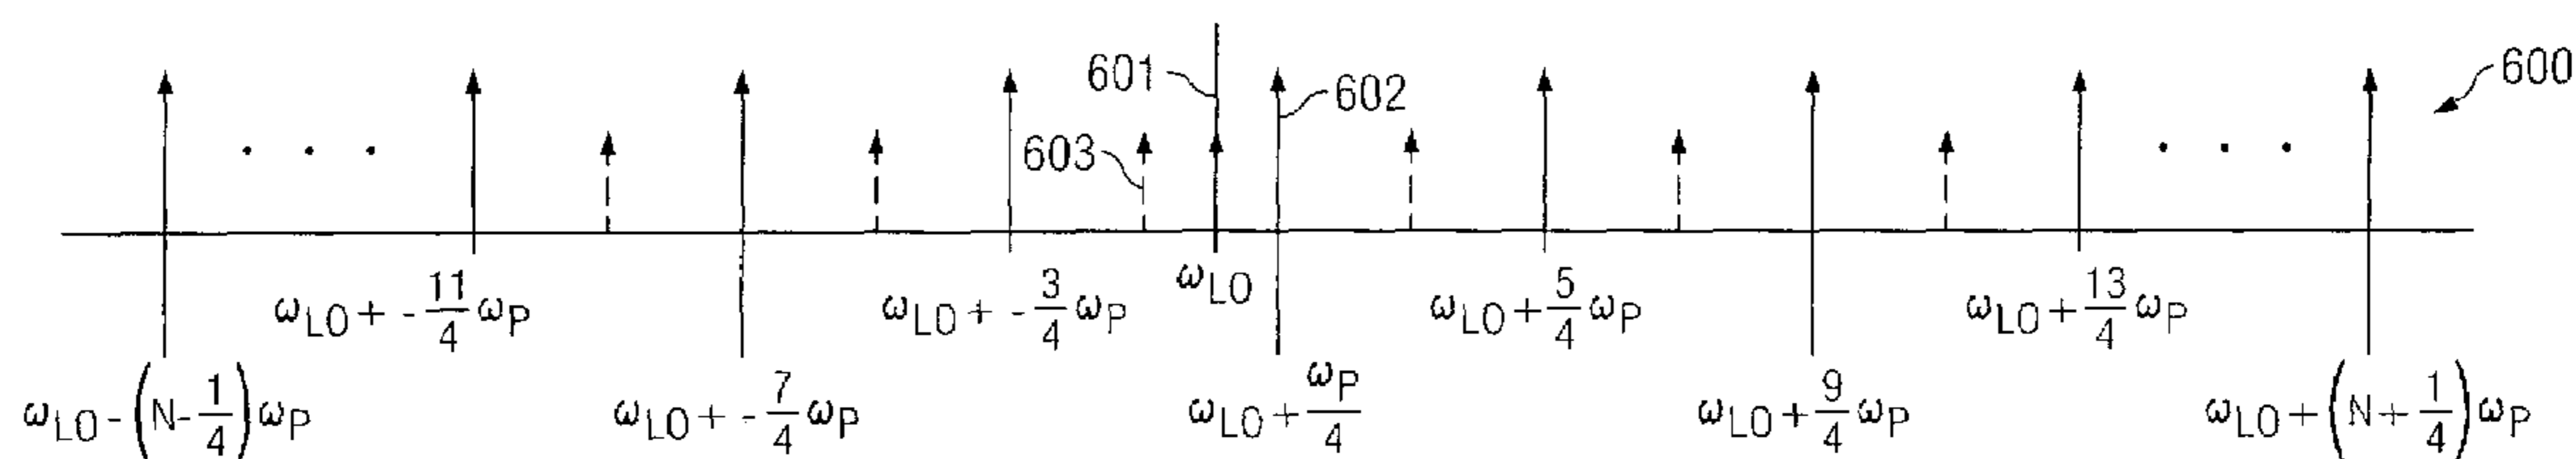 601
602
603
600
ω_LO
ω_LO + -11/4 ω_P
ω_LO + -3/4 ω_P
ω_LO + 5/4 ω_P
ω_LO + 13/4 ω_P
ω_LO - (N - 1/4) ω_P
ω_LO + -7/4 ω_P
ω_LO + ω_P/4
ω_LO + 9/4 ω_P
ω_LO + (N + 1/4) ω_P